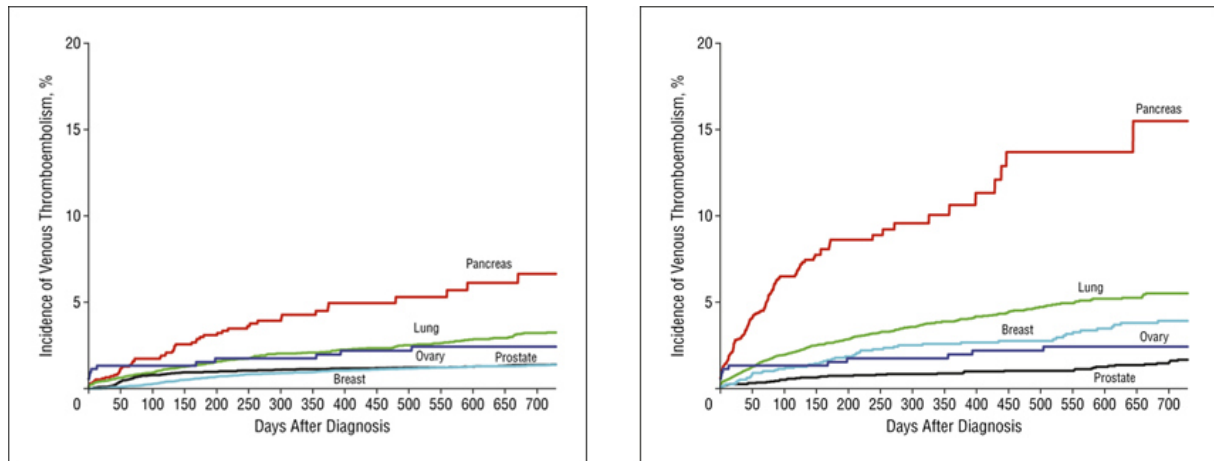 Incidence of Venous Thromboembolism, %
20
15
10
5
Pancreas
Lung
Ovary
Prostate
Breast
0 50 100 150 200 250 300 350 400 450 500 550 600 650 700
Days After Diagnosis
Incidence of Venous Thromboembolism, %
20
15
10
5
Pancreas
Lung
Breast
Ovary
Prostate
0 50 100 150 200 250 300 350 400 450 500 550 600 650 700
Days After Diagnosis